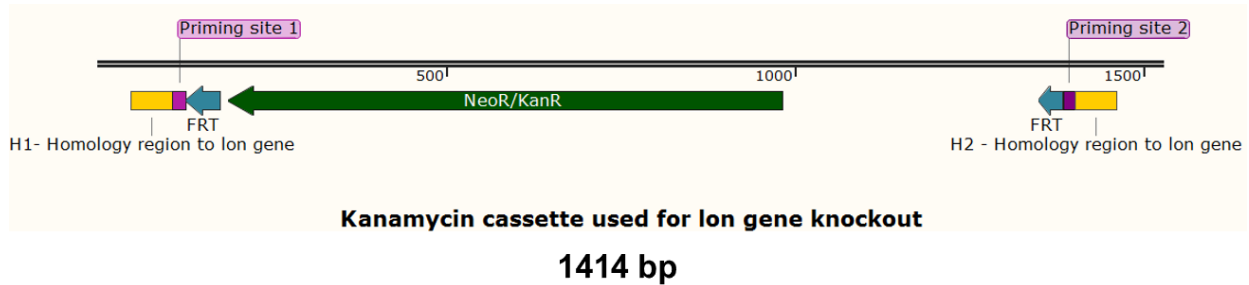 Priming site 1
Priming site 2
500
1000
1500
NeoR/KanR
FRT
FRT
H1- Homology region to lon gene
H2 - Homology region to lon gene
Kanamycin cassette used for lon gene knockout
1414 bp